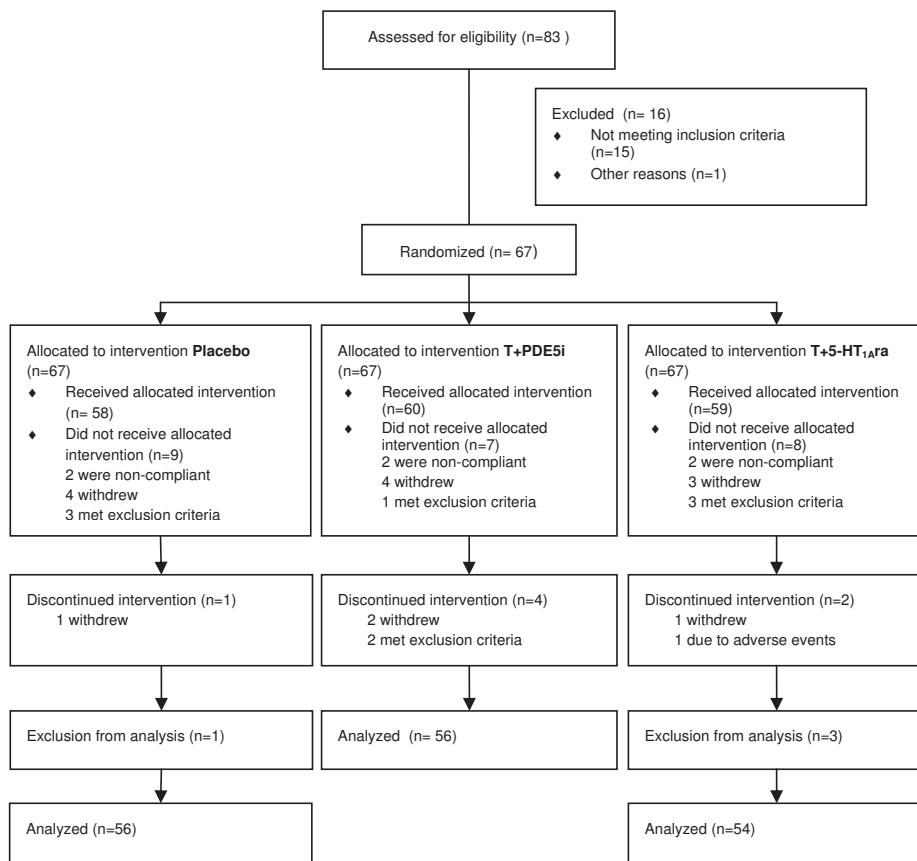 Assessed for eligibility (n=83 )
Excluded (n= 16)
♦ Not meeting inclusion criteria
(n=15)
♦ Other reasons (n=1)
Randomized (n= 67)
Allocated to intervention Placebo
(n=67)
♦ Received allocated intervention
(n= 58)
♦ Did not receive allocated
intervention (n=9)
2 were non-compliant
4 withdrew
3 met exclusion criteria
Allocated to intervention T+PDE5i
(n=67)
♦ Received allocated intervention
(n=60)
♦ Did not receive allocated
intervention (n=7)
2 were non-compliant
4 withdrew
1 met exclusion criteria
Allocated to intervention T+5-HT1Ara
(n=67)
♦ Received allocated intervention
(n=59)
♦ Did not receive allocated
intervention (n=8)
2 were non-compliant
3 withdrew
3 met exclusion criteria
Discontinued intervention (n=1)
1 withdrew
Discontinued intervention (n=4)
2 withdrew
2 met exclusion criteria
Discontinued intervention (n=2)
1 withdrew
1 due to adverse events
Exclusion from analysis (n=1)
Analyzed (n= 56)
Exclusion from analysis (n=3)
Analyzed (n=56)
Analyzed (n=54)